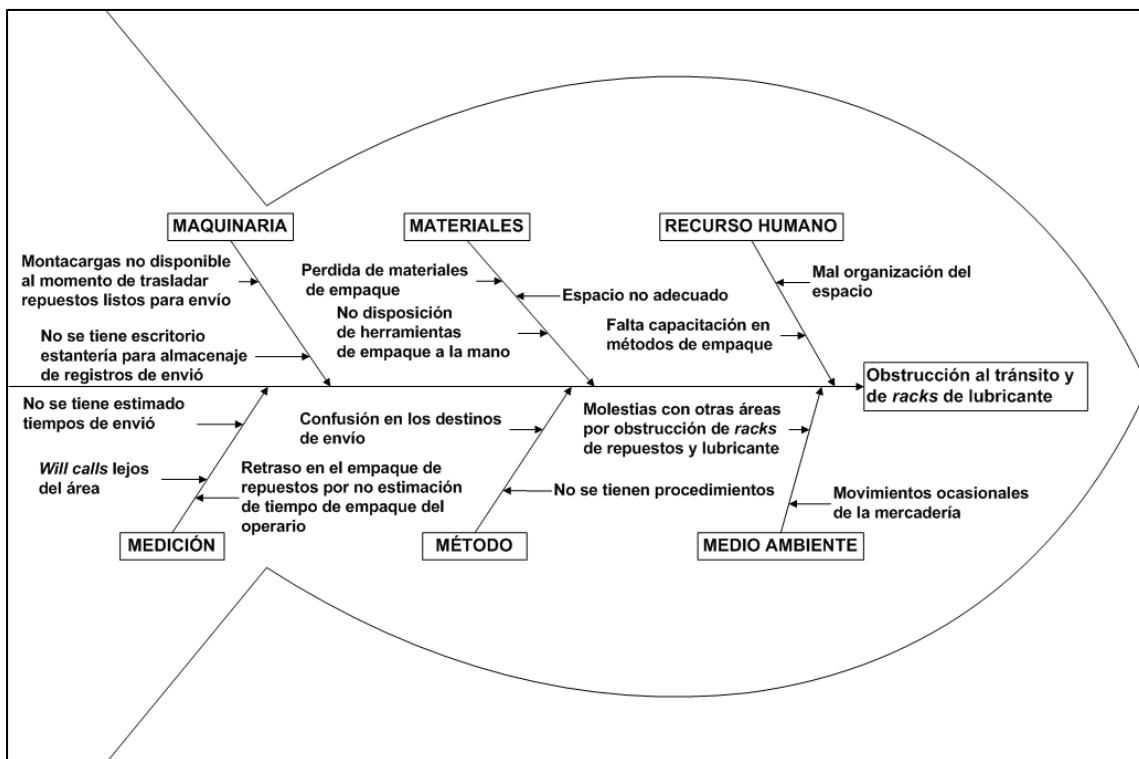 MAQUINARIA
MATERIALES
RECURSO HUMANO
Montacargas no disponible
al momento de trasladar
repuestos listos para envío
No se tiene escritorio
estantería para almacenaje
de registros de envió
Perdida de materiales
de empaque
Espacio no adecuado
No disposición
de herramientas
de empaque a la mano
Mal organización del
espacio
Falta capacitación en
métodos de empaque
Obstrucción al tránsito y
de racks de lubricante
No se tiene estimado
tiempos de envió
Will calls lejos
del área
Retraso en el empaque de
repuestos por no estimación
de tiempo de empaque del
operario
Confusión en los destinos
de envío
No se tienen procedimientos
Molestias con otras áreas
por obstrucción de racks
de repuestos y lubricante
Movimientos ocasionales
de la mercadería
MEDICIÓN
MÉTODO
MEDIO AMBIENTE